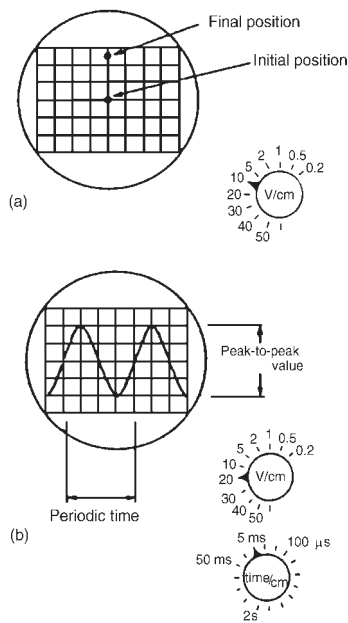 Final position
Initial position
(a)
1
2
0.5
5
0.2
10
20
V/cm
30
40
50
Peak-to-peak
value
Periodic time
(b)
1
2
0.5
5
0.2
10
20
V/cm
30
40
50
5 ms
100 µs
50 ms
time/cm
2s